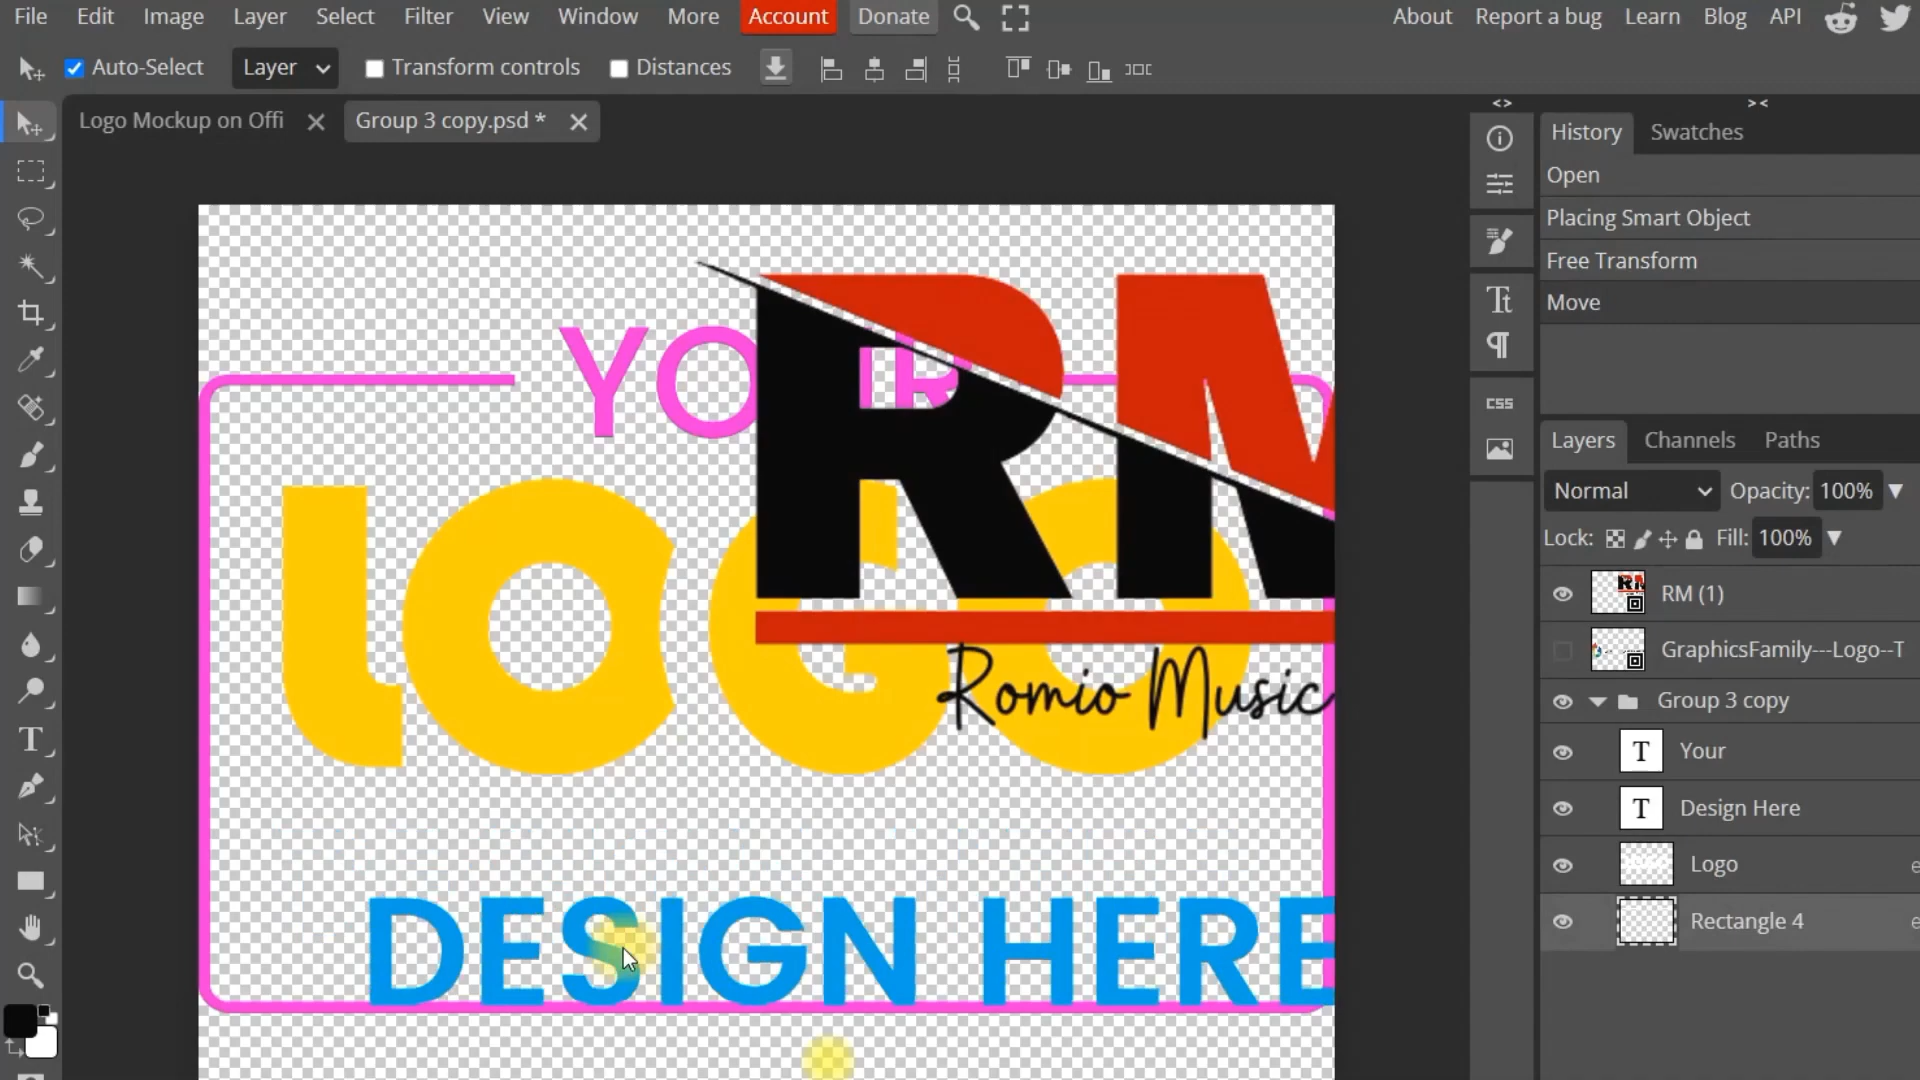 File Edit Image Layer Select Filter View Window More Account Donate About Report a bug Learn Blog API
Auto-Select Layer Transform controls Distances
Logo Mockup on Offi
Group 3 copy.psd *
History Swatches
Open
Placing Smart Object
Free Transform
Move
CSS
Layers Channels Paths
Normal Opacity: 100%
Lock: Fill: 100%
RM (1)
GraphicsFamily---Logo--T
Group 3 copy
T Your
T Design Here
Logo
Rectangle 4
YOUR
RM
LOGO
Romio Music
DESIGN HERE